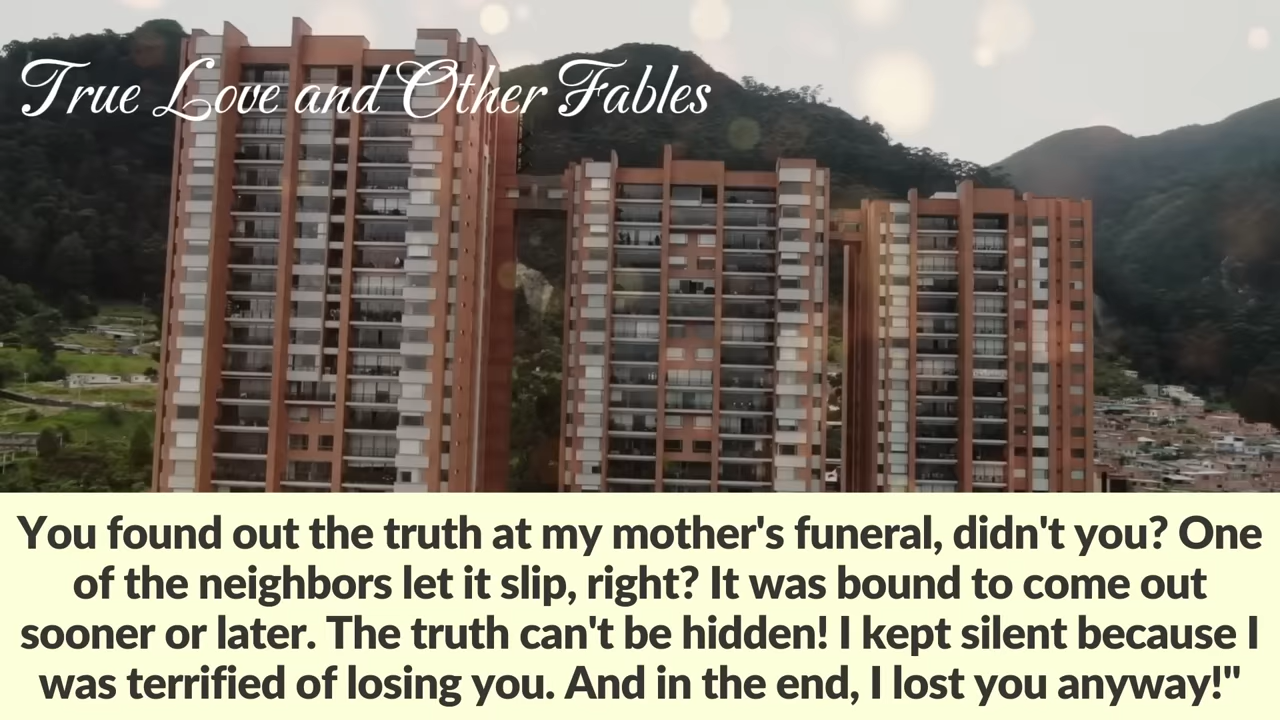 True Love and Other Fables
You found out the truth at my mother's funeral, didn't you? One
of the neighbors let it slip, right? It was bound to come out
sooner or later. The truth can't be hidden! I kept silent because I
was terrified of losing you. And in the end, I lost you anyway!"